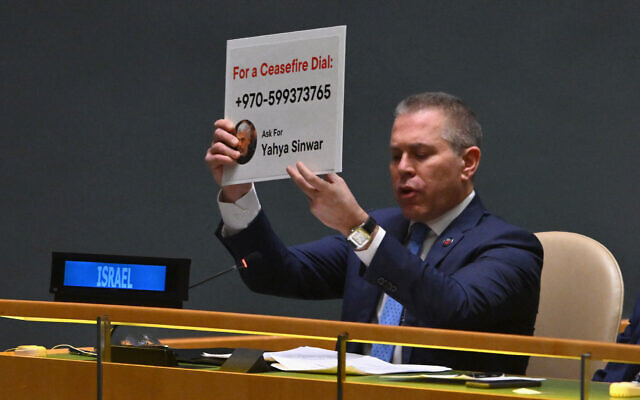 For a Ceasefire Dial:
+970-599373765
Ask For
Yahya Sinwar
ISRAEL